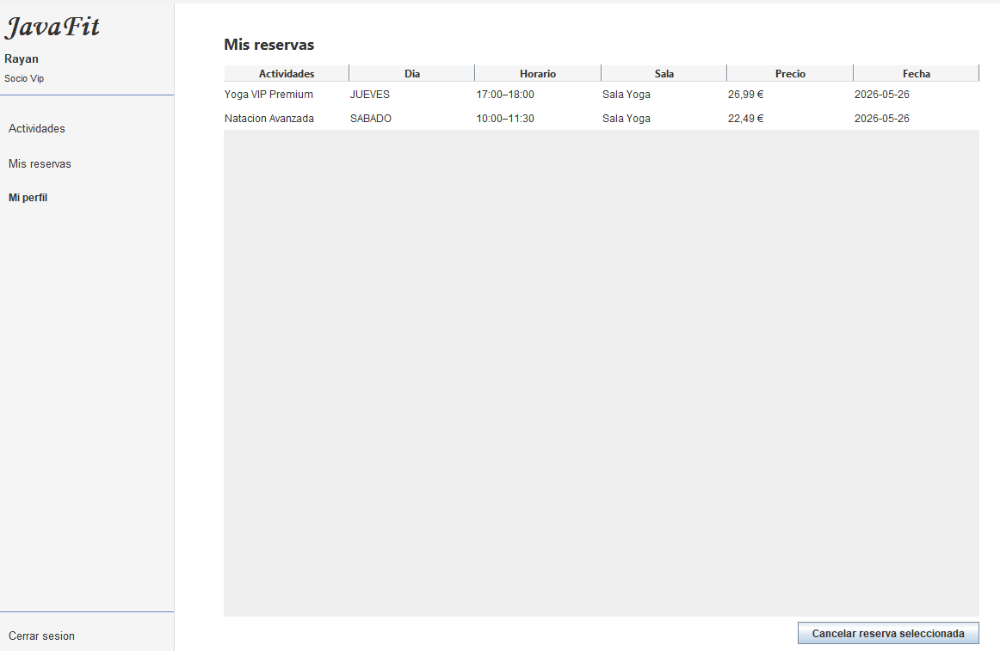 JavaFit
Rayan
Socio Vip
Actividades
Mis reservas
Mi perfil
Cerrar sesion
Mis reservas
Actividades Dia Horario Sala Precio Fecha
Yoga VIP Premium JUEVES 17:00–18:00 Sala Yoga 26,99 € 2026-05-26
Natacion Avanzada SABADO 10:00–11:30 Sala Yoga 22,49 € 2026-05-26
Cancelar reserva seleccionada